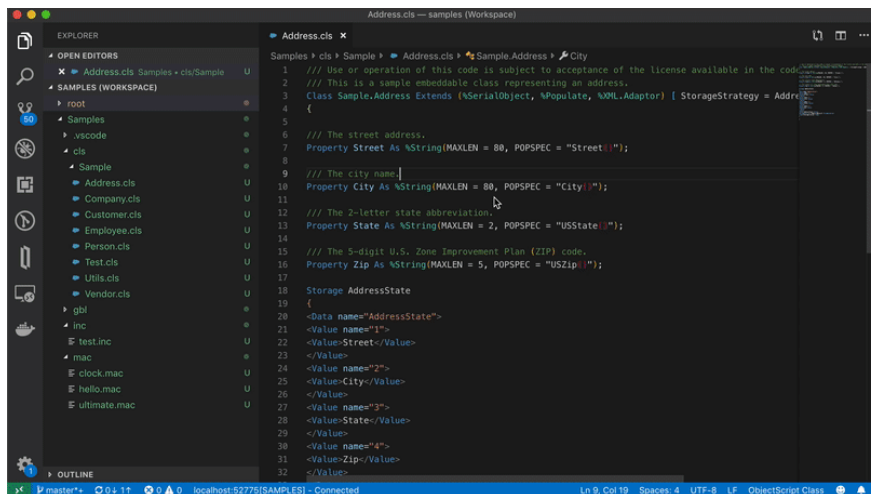 Address.cls — samples (Workspace)
EXPLORER
OPEN EDITORS
Address.cls Samples • cls/Sample U
SAMPLES (WORKSPACE)
root
Samples
.vscode
cls
Sample
Address.cls U
Company.cls U
Customer.cls U
Employee.cls U
Person.cls U
Test.cls U
Utils.cls U
Vendor.cls U
gbl
inc
test.inc U
mac
clock.mac U
hello.mac U
ultimate.mac U
OUTLINE
50
1
Address.cls ×
Samples ▸ cls ▸ Sample ▸ Address.cls ▸ Sample.Address ▸ City
1 /// Use or operation of this code is subject to acceptance of the license available in the code
2 /// This is a sample embeddable class representing an address.
3 Class Sample.Address Extends (%SerialObject, %Populate, %XML.Adaptor) [ StorageStrategy = Addre
4 {
5
6 /// The street address.
7 Property Street As %String(MAXLEN = 80, POPSPEC = "Street()");
8
9 /// The city name.
10 Property City As %String(MAXLEN = 80, POPSPEC = "City()");
11
12 /// The 2-letter state abbreviation.
13 Property State As %String(MAXLEN = 2, POPSPEC = "USState()");
14
15 /// The 5-digit U.S. Zone Improvement Plan (ZIP) code.
16 Property Zip As %String(MAXLEN = 5, POPSPEC = "USZip()");
17
18 Storage AddressState
19 {
20 <Data name="AddressState">
21 <Value name="1">
22 <Value>Street</Value>
23 </Value>
24 <Value name="2">
25 <Value>City</Value>
26 </Value>
27 <Value name="3">
28 <Value>State</Value>
29 </Value>
30 <Value name="4">
31 <Value>Zip</Value>
32 </Value>
master*+ 0↓ 1↑ 0 0 localhost:52775[SAMPLES] - Connected Ln 9, Col 19 Spaces: 4 UTF-8 LF ObjectScript Class